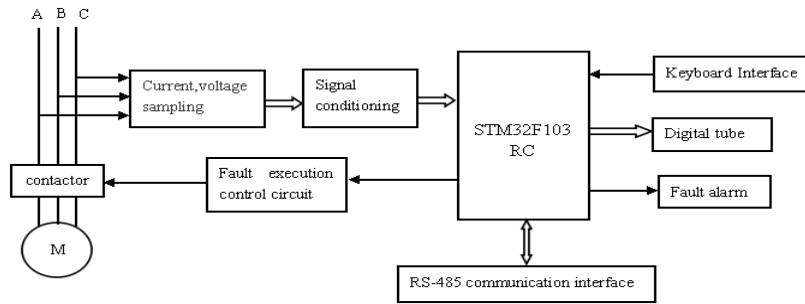 A B C
Current,voltage
sampling
Signal
conditioning
STM32F103
RC
Keyboard Interface
Digital tube
Fault alarm
contactor
Fault execution
control circuit
M
RS-485 communication interface